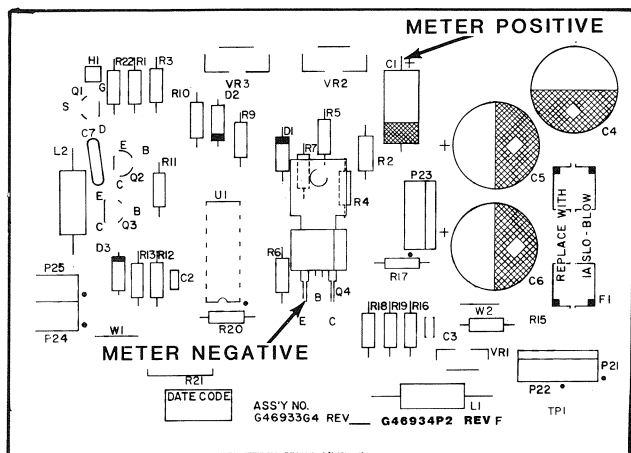 METER POSITIVE
H1
R22
R1
R3
G
Q1
S
D
C7
VR3
D2
VR2
C1 +
C4
R10
R9
R5
D1
L2
E B
C
Q2
R11
R7
R2
+
C5
P23
E
B
C
Q3
U1
R4
REPLACE WITH
1A SLO-BLOW
+
C6
D3
R13
R12
C2
R6
R17
F1
P25
P24
W1
R20
E B C
Q4
R18
R19
R16
C3
W2
R15
METER NEGATIVE
VR1
P21
P22
R21
DATE CODE
L1
TP1
ASS'Y NO.
G46933G4 REV__ G46934P2 REV F